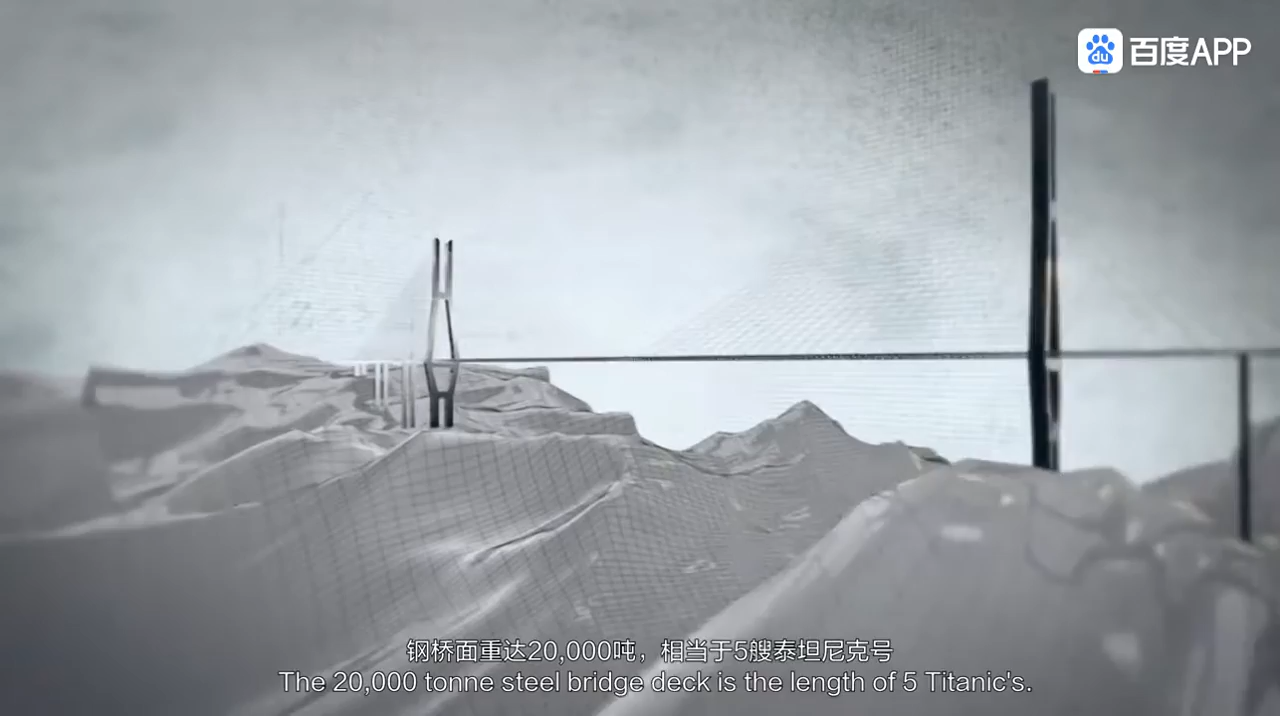 du 百度APP
钢桥面重达20,000吨，相当于5艘泰坦尼克号
The 20,000 tonne steel bridge deck is the length of 5 Titanic's.